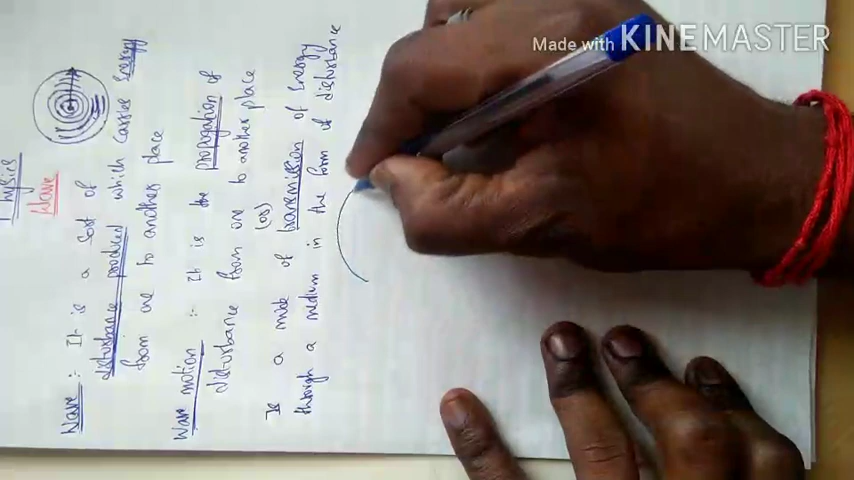 Physics
Wave
Wave :- It is a sort of
disturbance produced which carries Energy
from one to another place
Wave motion :- It is the propagation of
disturbance from one to another place
(or)
Is a mode of transmission of Energy
through a medium in the form of disturbance
Made with KINEMASTER